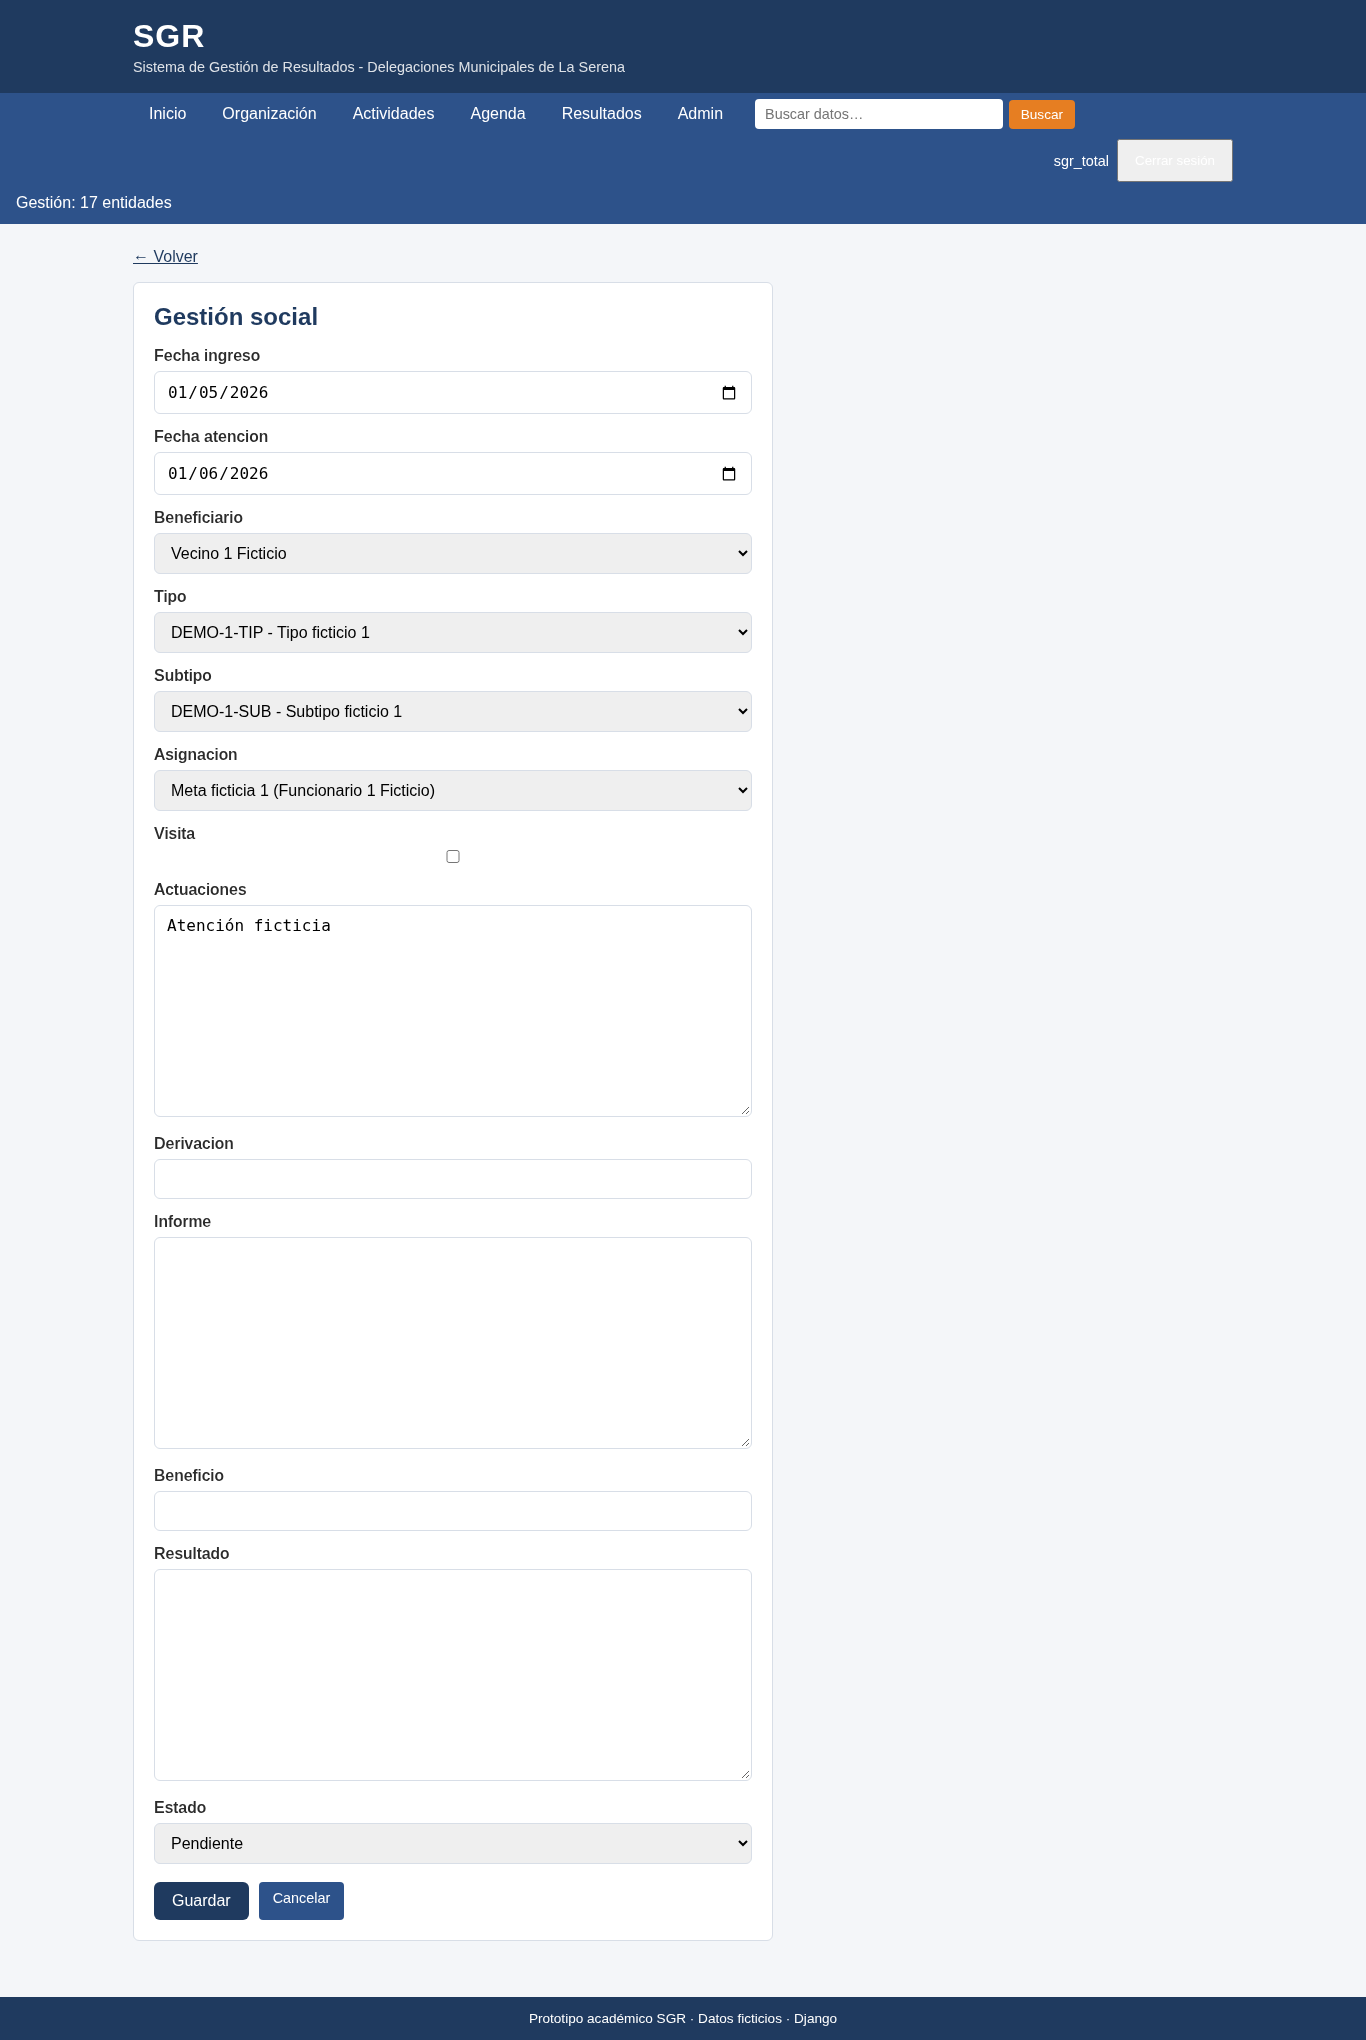 SGR
Sistema de Gestión de Resultados - Delegaciones Municipales de La Serena
Inicio Organización Actividades Agenda Resultados Admin Buscar datos… Buscar
sgr_total Cerrar sesión
Gestión: 17 entidades
← Volver
Gestión social
Fecha ingreso
01/05/2026
Fecha atencion
01/06/2026
Beneficiario
Vecino 1 Ficticio
Tipo
DEMO-1-TIP - Tipo ficticio 1
Subtipo
DEMO-1-SUB - Subtipo ficticio 1
Asignacion
Meta ficticia 1 (Funcionario 1 Ficticio)
Visita
Actuaciones
Atención ficticia
Derivacion
Informe
Beneficio
Resultado
Estado
Pendiente
Guardar Cancelar
Prototipo académico SGR · Datos ficticios · Django